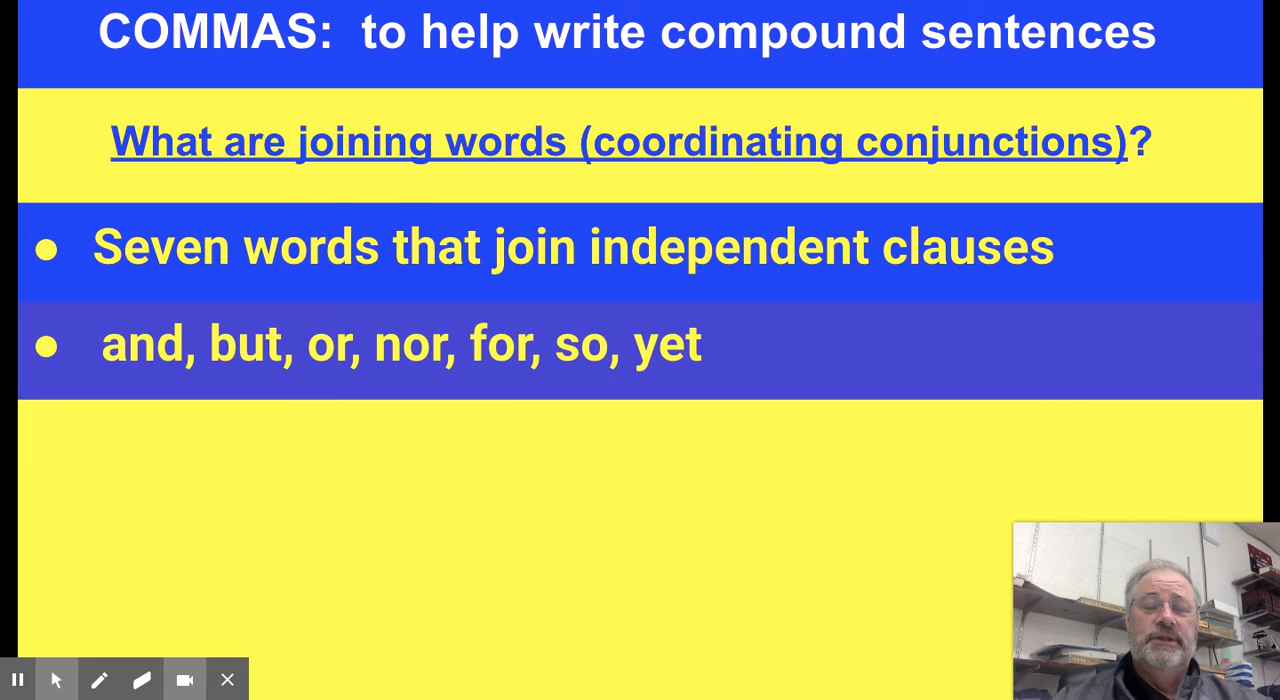 COMMAS: to help write compound sentences
What are joining words (coordinating conjunctions)?
● Seven words that join independent clauses
● and, but, or, nor, for, so, yet